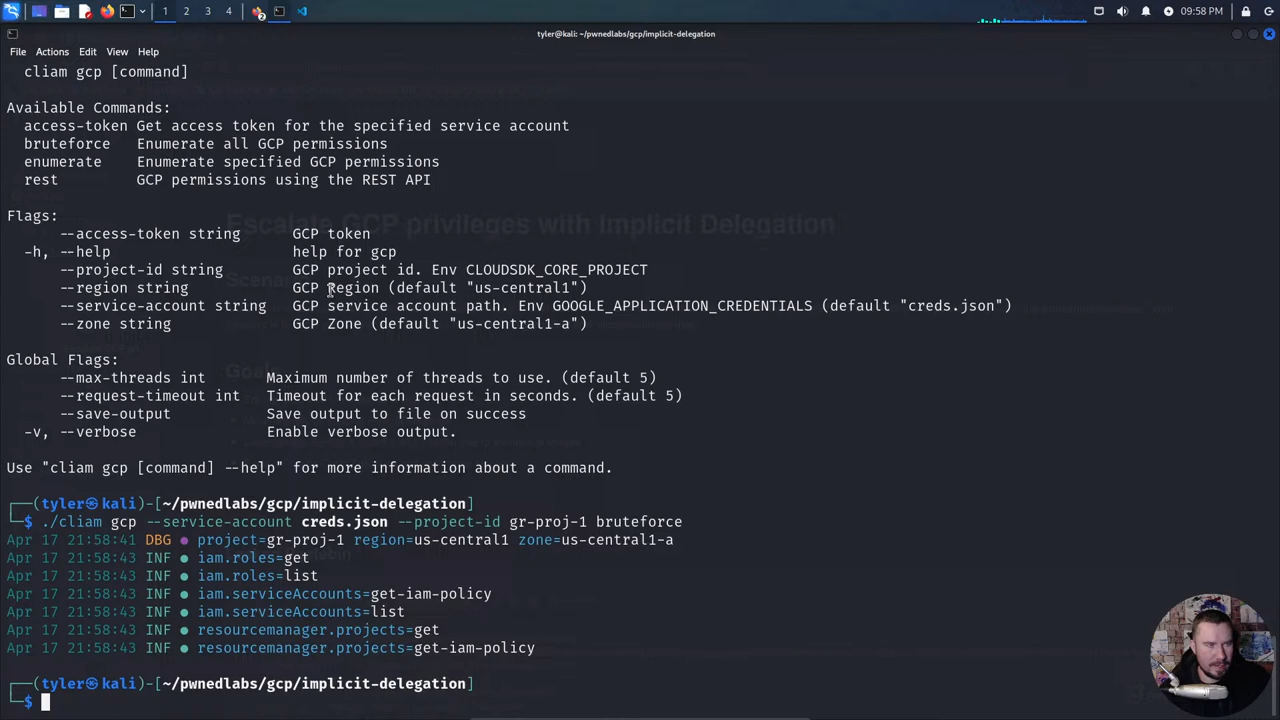 1 2 3 4
2
09:58 PM
tyler@kali: ~/pwnedlabs/gcp/implicit-delegation
File Actions Edit View Help
cliam gcp [command]
Available Commands:
access-token Get access token for the specified service account
bruteforce Enumerate all GCP permissions
enumerate Enumerate specified GCP permissions
rest GCP permissions using the REST API
Escalate GCP privileges with Implicit Delegation
Flags:
--access-token string GCP token
-h, --help help for gcp
--project-id string GCP project id. Env CLOUDSDK_CORE_PROJECT
--region string GCP Region (default "us-central1")
--service-account string GCP service account path. Env GOOGLE_APPLICATION_CREDENTIALS (default "creds.json")
--zone string GCP Zone (default "us-central1-a")
Global Flags:
--max-threads int Maximum number of threads to use. (default 5)
--request-timeout int Timeout for each request in seconds. (default 5)
--save-output Save output to file on success
-v, --verbose Enable verbose output.
Use "cliam gcp [command] --help" for more information about a command.
┌──(tyler㉿kali)-[~/pwnedlabs/gcp/implicit-delegation]
└─$ ./cliam gcp --service-account creds.json --project-id gr-proj-1 bruteforce
Apr 17 21:58:41 DBG ● project=gr-proj-1 region=us-central1 zone=us-central1-a
Apr 17 21:58:43 INF ● iam.roles=get
Apr 17 21:58:43 INF ● iam.roles=list
Apr 17 21:58:43 INF ● iam.serviceAccounts=get-iam-policy
Apr 17 21:58:43 INF ● iam.serviceAccounts=list
Apr 17 21:58:43 INF ● resourcemanager.projects=get
Apr 17 21:58:43 INF ● resourcemanager.projects=get-iam-policy
┌──(tyler㉿kali)-[~/pwnedlabs/gcp/implicit-delegation]
└─$